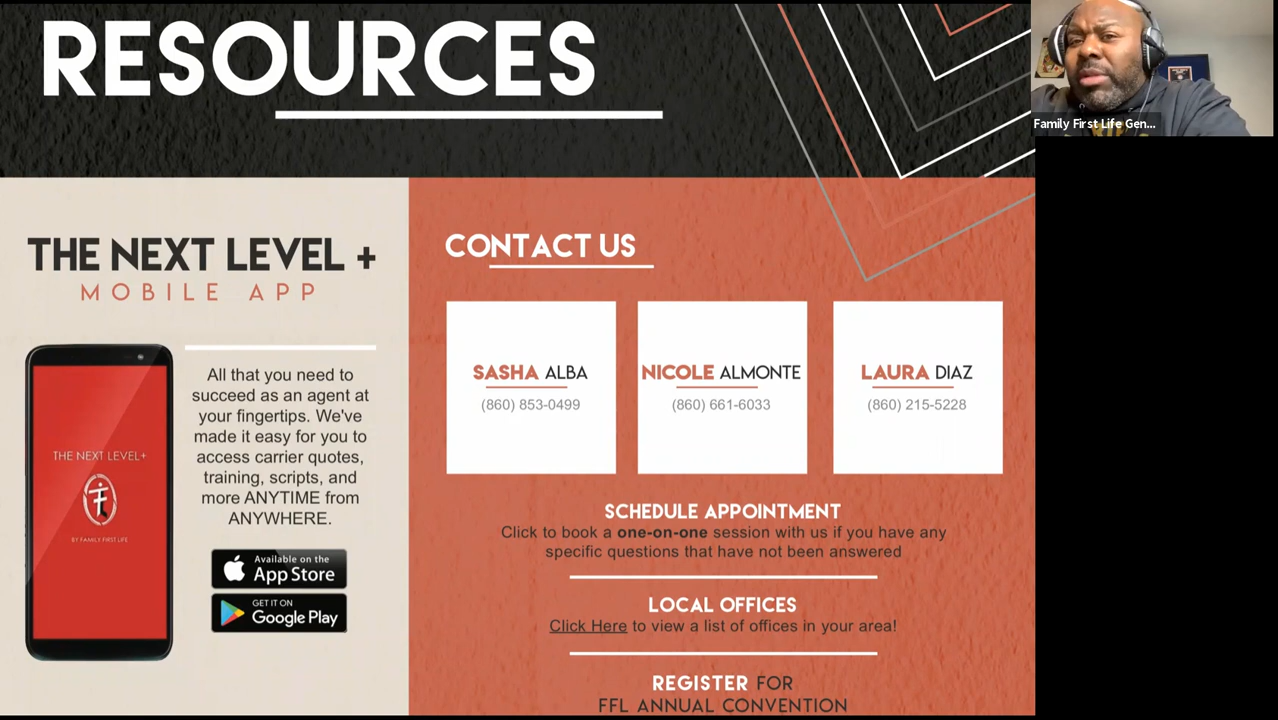 RESOURCES
Family First Life Gen...
THE NEXT LEVEL +
MOBILE APP
All that you need to
succeed as an agent at
your fingertips. We've
made it easy for you to
access carrier quotes,
training, scripts, and
more ANYTIME from
ANYWHERE.
THE NEXT LEVEL+
BY FAMILY FIRST LIFE
Available on the
App Store
GET IT ON
Google Play
CONTACT US
SASHA ALBA
(860) 853-0499
NICOLE ALMONTE
(860) 661-6033
LAURA DIAZ
(860) 215-5228
SCHEDULE APPOINTMENT
Click to book a one-on-one session with us if you have any
specific questions that have not been answered
LOCAL OFFICES
Click Here to view a list of offices in your area!
REGISTER FOR
FFL ANNUAL CONVENTION